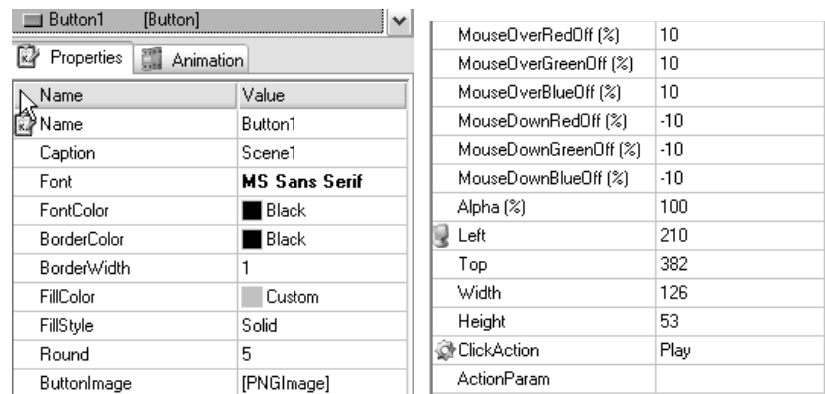 Button1 [Button]
Properties Animation
Name Value
Name Button1
Caption Scene1
Font MS Sans Serif
FontColor Black
BorderColor Black
BorderWidth 1
FillColor Custom
FillStyle Solid
Round 5
ButtonImage [PNGImage]
MouseOverRedOff (%) 10
MouseOverGreenOff (%) 10
MouseOverBlueOff (%) 10
MouseDownRedOff (%) -10
MouseDownGreenOff (%) -10
MouseDownBlueOff (%) -10
Alpha (%) 100
Left 210
Top 382
Width 126
Height 53
ClickAction Play
ActionParam